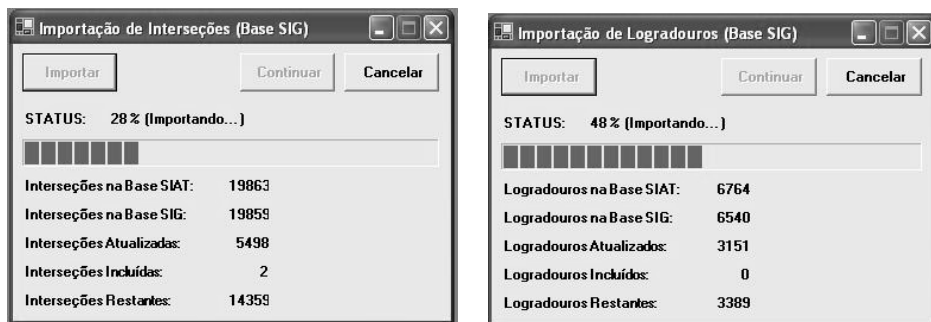 Importação de Interseções (Base SIG)
Importar
Continuar
Cancelar
STATUS: 28 % (Importando...)
Interseções na Base SIAT: 19863
Interseções na Base SIG: 19859
Interseções Atualizadas: 5498
Interseções Incluídas: 2
Interseções Restantes: 14359
Importação de Logradouros (Base SIG)
Importar
Continuar
Cancelar
STATUS: 48 % (Importando...)
Logradouros na Base SIAT: 6764
Logradouros na Base SIG: 6540
Logradouros Atualizados: 3151
Logradouros Incluídos: 0
Logradouros Restantes: 3389